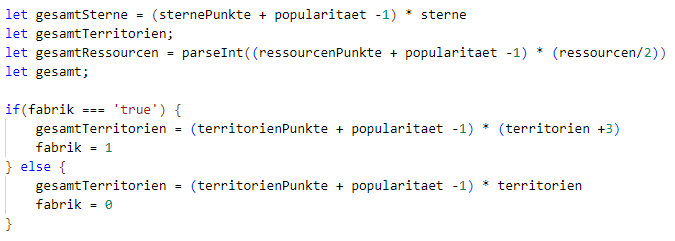 let gesamtSterne = (sternePunkte + popularitaet -1) * sterne
let gesamtTerritorien;
let gesamtRessourcen = parseInt((ressourcenPunkte + popularitaet -1) * (ressourcen/2))
let gesamt;

if(fabrik === 'true') {
    gesamtTerritorien = (territorienPunkte + popularitaet -1) * (territorien +3)
    fabrik = 1
} else {
    gesamtTerritorien = (territorienPunkte + popularitaet -1) * territorien
    fabrik = 0
}